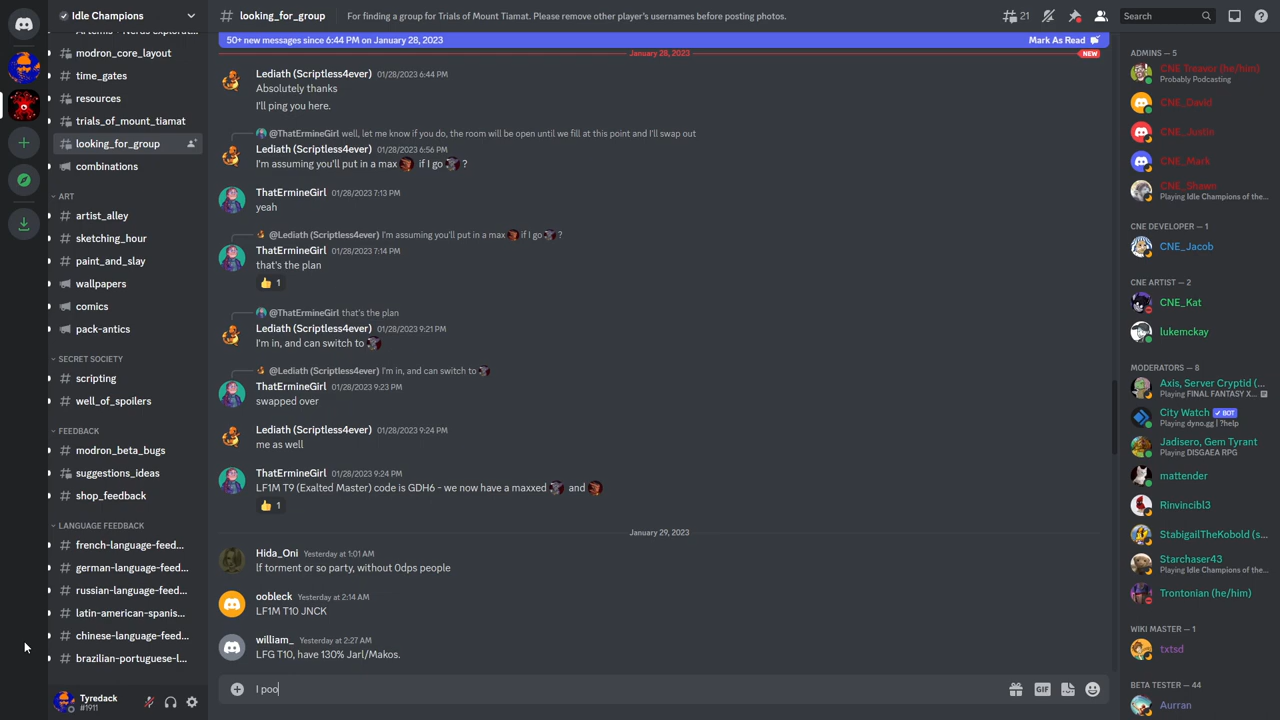 Idle Champions
looking_for_group
For finding a group for Trials of Mount Tiamat. Please remove other player's usernames before posting photos.
21
Search
modron_core_layout
time_gates
resources
trials_of_mount_tiamat
looking_for_group
combinations
ART
artist_alley
sketching_hour
paint_and_slay
wallpapers
comics
pack-antics
SECRET SOCIETY
scripting
well_of_spoilers
FEEDBACK
modron_beta_bugs
suggestions_ideas
shop_feedback
LANGUAGE FEEDBACK
french-language-feed...
german-language-feed...
russian-language-feed...
latin-american-spanis...
chinese-language-feed...
brazilian-portuguese-l...
Tyredack
#1911
50+ new messages since 6:44 PM on January 28, 2023
Mark As Read
January 28, 2023
NEW
Lediath (Scriptless4ever) 01/28/2023 6:44 PM
Absolutely thanks
I'll ping you here.
@ThatErmineGirl well, let me know if you do, the room will be open until we fill at this point and I'll swap out
Lediath (Scriptless4ever) 01/28/2023 6:56 PM
I'm assuming you'll put in a max if I go ?
ThatErmineGirl 01/28/2023 7:13 PM
yeah
@Lediath (Scriptless4ever) I'm assuming you'll put in a max if I go ?
ThatErmineGirl 01/28/2023 7:14 PM
that's the plan
1
@ThatErmineGirl that's the plan
Lediath (Scriptless4ever) 01/28/2023 9:21 PM
I'm in, and can switch to
@Lediath (Scriptless4ever) I'm in, and can switch to
ThatErmineGirl 01/28/2023 9:23 PM
swapped over
Lediath (Scriptless4ever) 01/28/2023 9:24 PM
me as well
ThatErmineGirl 01/28/2023 9:24 PM
LF1M T9 (Exalted Master) code is GDH6 - we now have a maxxed and
1
January 29, 2023
Hida_Oni Yesterday at 1:01 AM
If torment or so party, without 0dps people
oobleck Yesterday at 2:14 AM
LF1M T10 JNCK
william_ Yesterday at 2:27 AM
LFG T10, have 130% Jarl/Makos.
I poo
GIF
ADMINS — 5
CNE Treavor (he/him)
Probably Podcasting
CNE_David
CNE_Justin
CNE_Mark
CNE_Shawn
Playing Idle Champions of the...
CNE DEVELOPER — 1
CNE_Jacob
CNE ARTIST — 2
CNE_Kat
lukemckay
MODERATORS — 8
Axis, Server Cryptid (...
Playing FINAL FANTASY X...
City Watch BOT
Playing dyno.gg | ?help
Jadisero, Gem Tyrant
Playing DISGAEA RPG
mattender
Rinvincibl3
StabigailTheKobold (s...
Starchaser43
Playing Idle Champions of the...
Trontonian (he/him)
WIKI MASTER — 1
txtsd
BETA TESTER — 44
Aurran